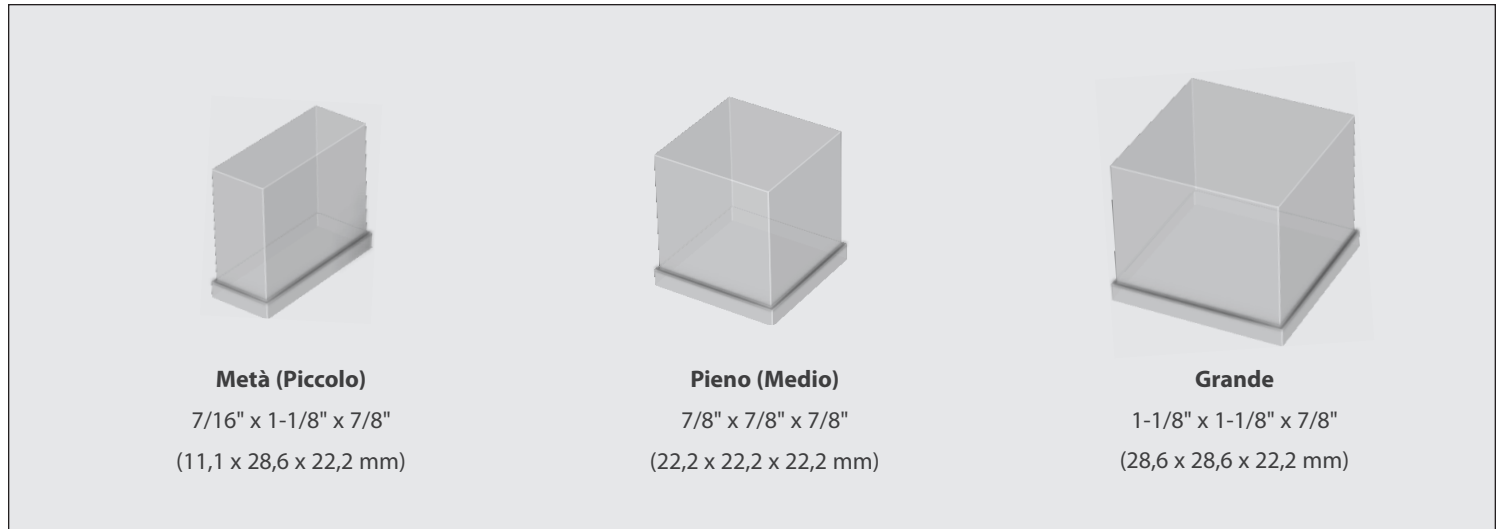 Metà (Piccolo)
7/16" x 1-1/8" x 7/8"
(11,1 x 28,6 x 22,2 mm)
Pieno (Medio)
7/8" x 7/8" x 7/8"
(22,2 x 22,2 x 22,2 mm)
Grande
1-1/8" x 1-1/8" x 7/8"
(28,6 x 28,6 x 22,2 mm)